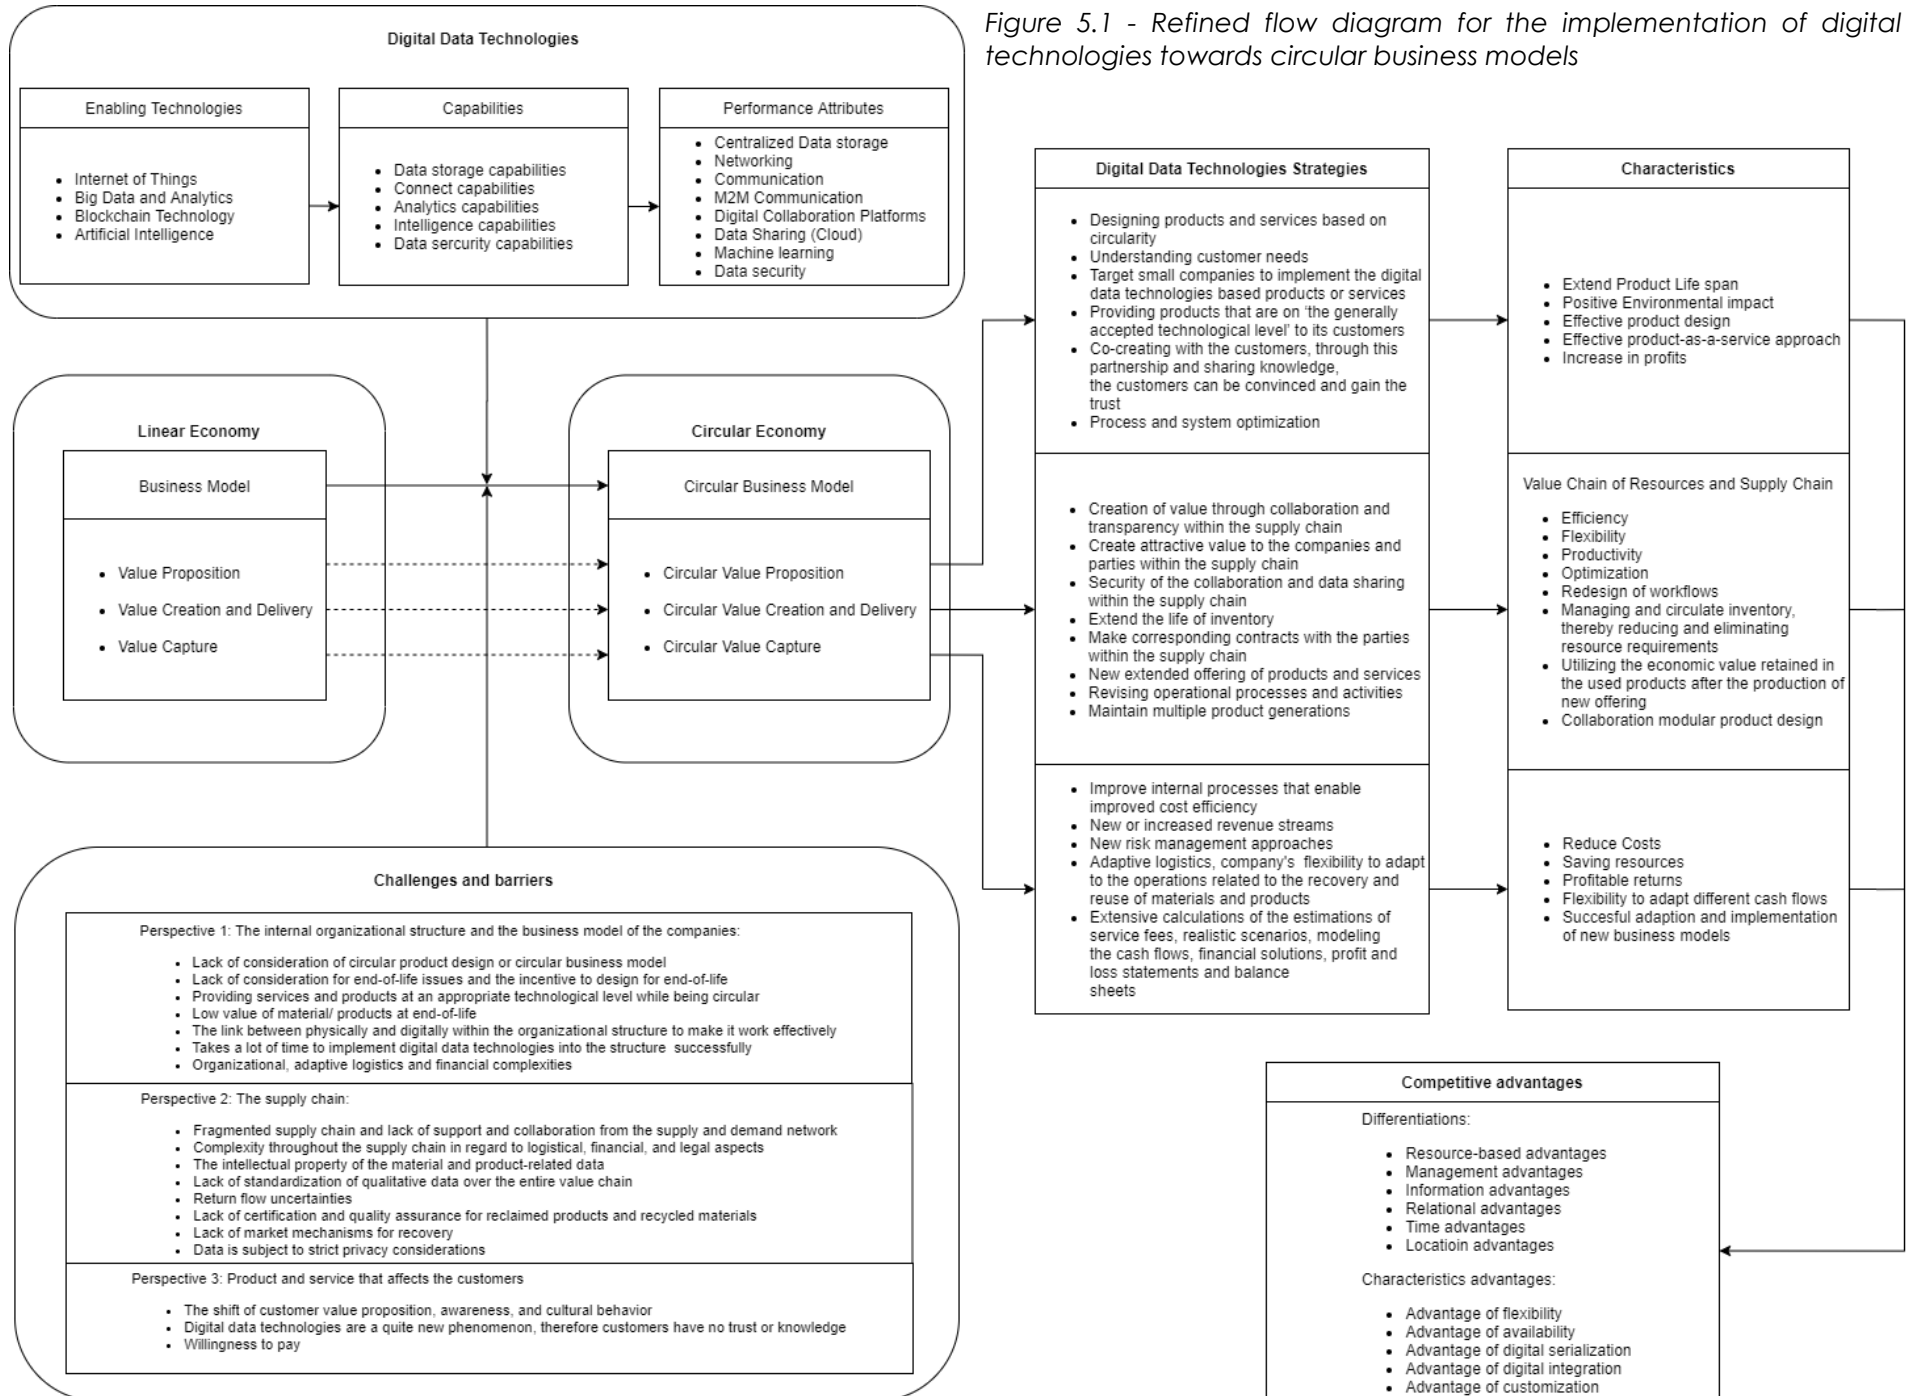 Figure 5.1 - Refined flow diagram for the implementation of digital
technologies towards circular business models
Digital Data Technologies
Enabling Technologies
• Internet of Things
• Big Data and Analytics
• Blockchain Technology
• Artificial Intelligence
Capabilities
• Data storage capabilities
• Connect capabilities
• Analytics capabilities
• Intelligence capabilities
• Data sercurity capabilities
Performance Attributes
• Centralized Data storage
• Networking
• Communication
• M2M Communication
• Digital Collaboration Platforms
• Data Sharing (Cloud)
• Machine learning
• Data security
Linear Economy
Business Model
• Value Proposition
• Value Creation and Delivery
• Value Capture
Circular Economy
Circular Business Model
• Circular Value Proposition
• Circular Value Creation and Delivery
• Circular Value Capture
Digital Data Technologies Strategies
• Designing products and services based on
circularity
• Understanding customer needs
• Target small companies to implement the digital
data technologies based products or services
• Providing products that are on 'the generally
accepted technological level' to its customers
• Co-creating with the customers, through this
partnership and sharing knowledge,
the customers can be convinced and gain the
trust
• Process and system optimization
• Creation of value through collaboration and
transparency within the supply chain
• Create attractive value to the companies and
parties within the supply chain
• Security of the collaboration and data sharing
within the supply chain
• Extend the life of inventory
• Make corresponding contracts with the parties
within the supply chain
• New extended offering of products and services
• Revising operational processes and activities
• Maintain multiple product generations
• Improve internal processes that enable
improved cost efficiency
• New or increased revenue streams
• New risk management approaches
• Adaptive logistics, company's flexibility to adapt
to the operations related to the recovery and
reuse of materials and products
• Extensive calculations of the estimations of
service fees, realistic scenarios, modeling
the cash flows, financial solutions, profit and
loss statements and balance
sheets
Characteristics
• Extend Product Life span
• Positive Environmental impact
• Effective product design
• Effective product-as-a-service approach
• Increase in profits
Value Chain of Resources and Supply Chain
• Efficiency
• Flexibility
• Productivity
• Optimization
• Redesign of workflows
• Managing and circulate inventory,
thereby reducing and eliminating
resource requirements
• Utilizing the economic value retained in
the used products after the production of
new offering
• Collaboration modular product design
• Reduce Costs
• Saving resources
• Profitable returns
• Flexibility to adapt different cash flows
• Succesful adaption and implementation
of new business models
Challenges and barriers
Perspective 1: The internal organizational structure and the business model of the companies:
• Lack of consideration of circular product design or circular business model
• Lack of consideration for end-of-life issues and the incentive to design for end-of-life
• Providing services and products at an appropriate technological level while being circular
• Low value of material/ products at end-of-life
• The link between physically and digitally within the organizational structure to make it work effectively
• Takes a lot of time to implement digital data technologies into the structure successfully
• Organizational, adaptive logistics and financial complexities
Perspective 2: The supply chain:
• Fragmented supply chain and lack of support and collaboration from the supply and demand network
• Complexity throughout the supply chain in regard to logistical, financial, and legal aspects
• The intellectual property of the material and product-related data
• Lack of standardization of qualitative data over the entire value chain
• Return flow uncertainties
• Lack of certification and quality assurance for reclaimed products and recycled materials
• Lack of market mechanisms for recovery
• Data is subject to strict privacy considerations
Perspective 3: Product and service that affects the customers
• The shift of customer value proposition, awareness, and cultural behavior
• Digital data technologies are a quite new phenomenon, therefore customers have no trust or knowledge
• Willingness to pay
Competitive advantages
Differentiations:
• Resource-based advantages
• Management advantages
• Information advantages
• Relational advantages
• Time advantages
• Locatioin advantages
Characteristics advantages:
• Advantage of flexibility
• Advantage of availability
• Advantage of digital serialization
• Advantage of digital integration
• Advantage of customization